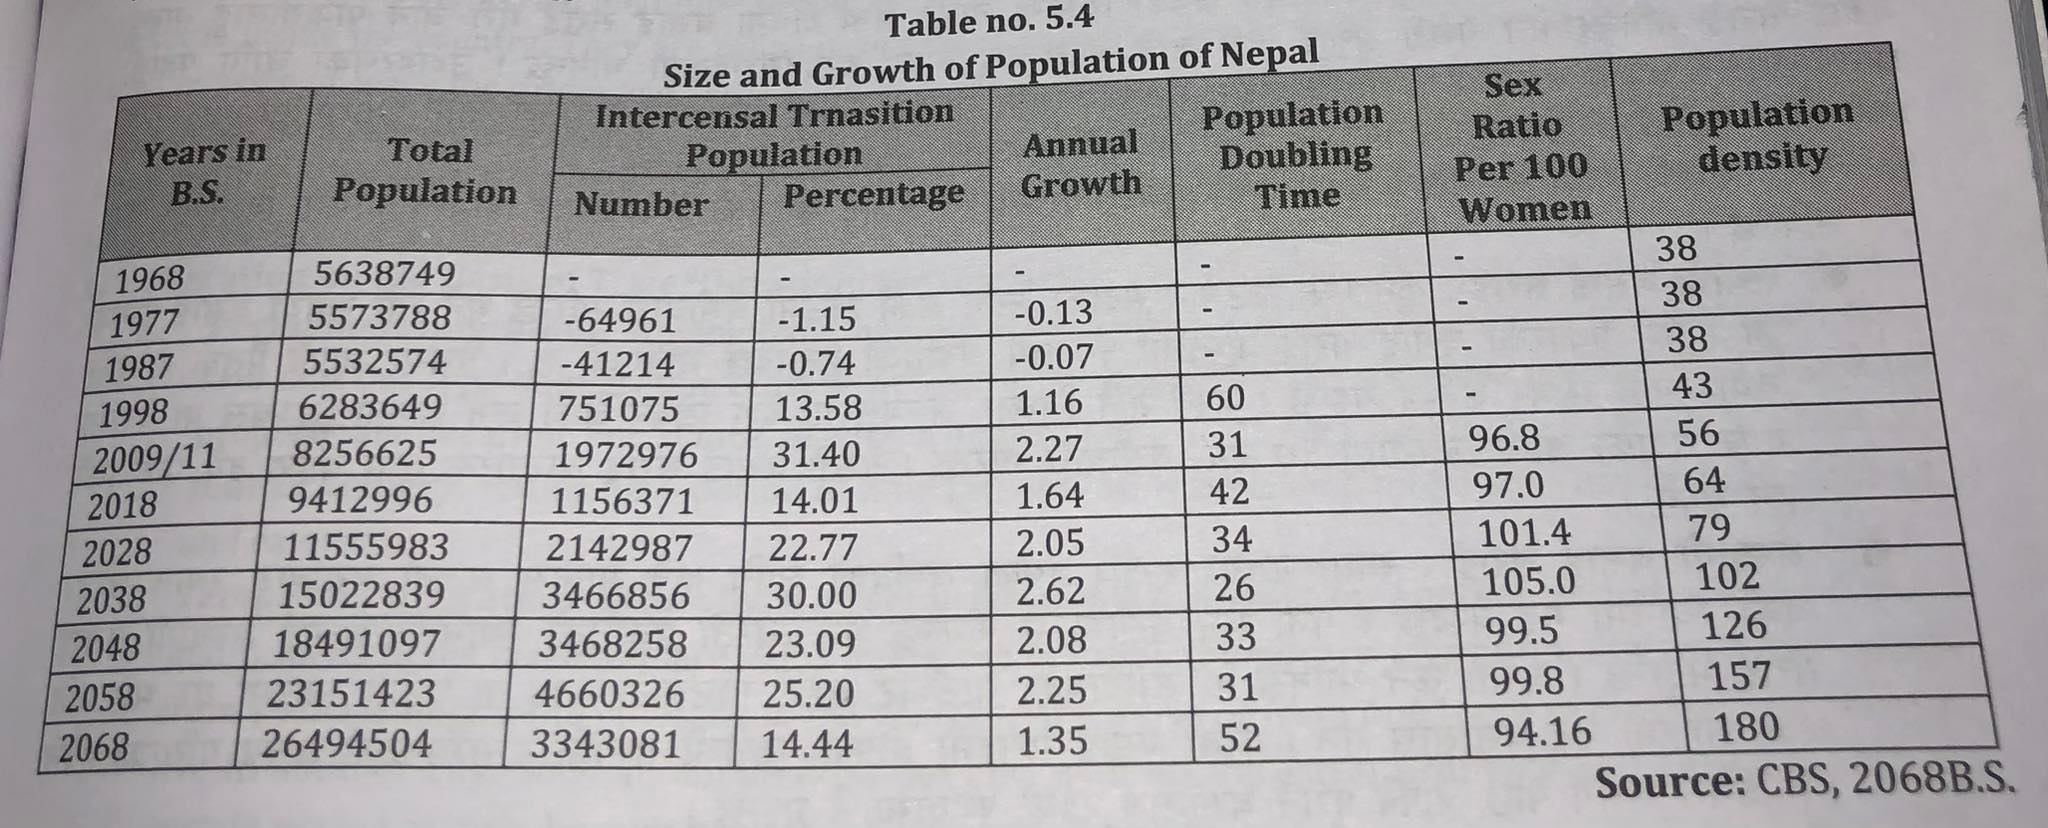 Table no. 5.4
Size and Growth of Population of Nepal
Years in B.S. Total Population Intercensal Trnasition Population Annual Growth Population Doubling Time Sex Ratio Per 100 Women Population density
Number Percentage
1968 5638749 - - - - - 38
1977 5573788 -64961 -1.15 -0.13 - - 38
1987 5532574 -41214 -0.74 -0.07 - - 38
1998 6283649 751075 13.58 1.16 60 - 43
2009/11 8256625 1972976 31.40 2.27 31 96.8 56
2018 9412996 1156371 14.01 1.64 42 97.0 64
2028 11555983 2142987 22.77 2.05 34 101.4 79
2038 15022839 3466856 30.00 2.62 26 105.0 102
2048 18491097 3468258 23.09 2.08 33 99.5 126
2058 23151423 4660326 25.20 2.25 31 99.8 157
2068 26494504 3343081 14.44 1.35 52 94.16 180
Source: CBS, 2068B.S.